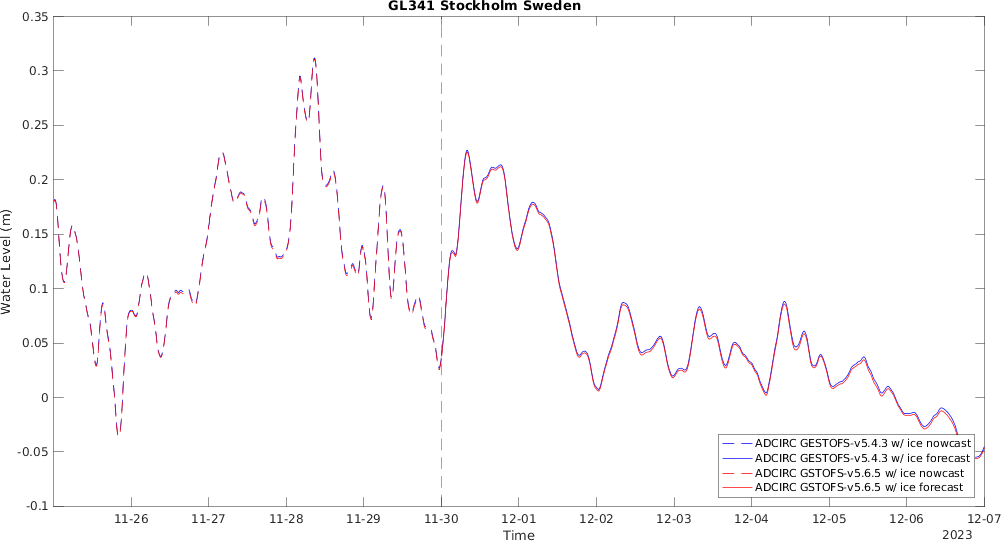 GL341 Stockholm Sweden
0.35
0.3
0.25
0.2
0.15
0.1
0.05
0
-0.05
-0.1
Water Level (m)
ADCIRC GESTOFS-v5.4.3 w/ ice nowcast
ADCIRC GESTOFS-v5.4.3 w/ ice forecast
ADCIRC GSTOFS-v5.6.5 w/ ice nowcast
ADCIRC GSTOFS-v5.6.5 w/ ice forecast
11-26 11-27 11-28 11-29 11-30 12-01 12-02 12-03 12-04 12-05 12-06 12-07
Time 2023